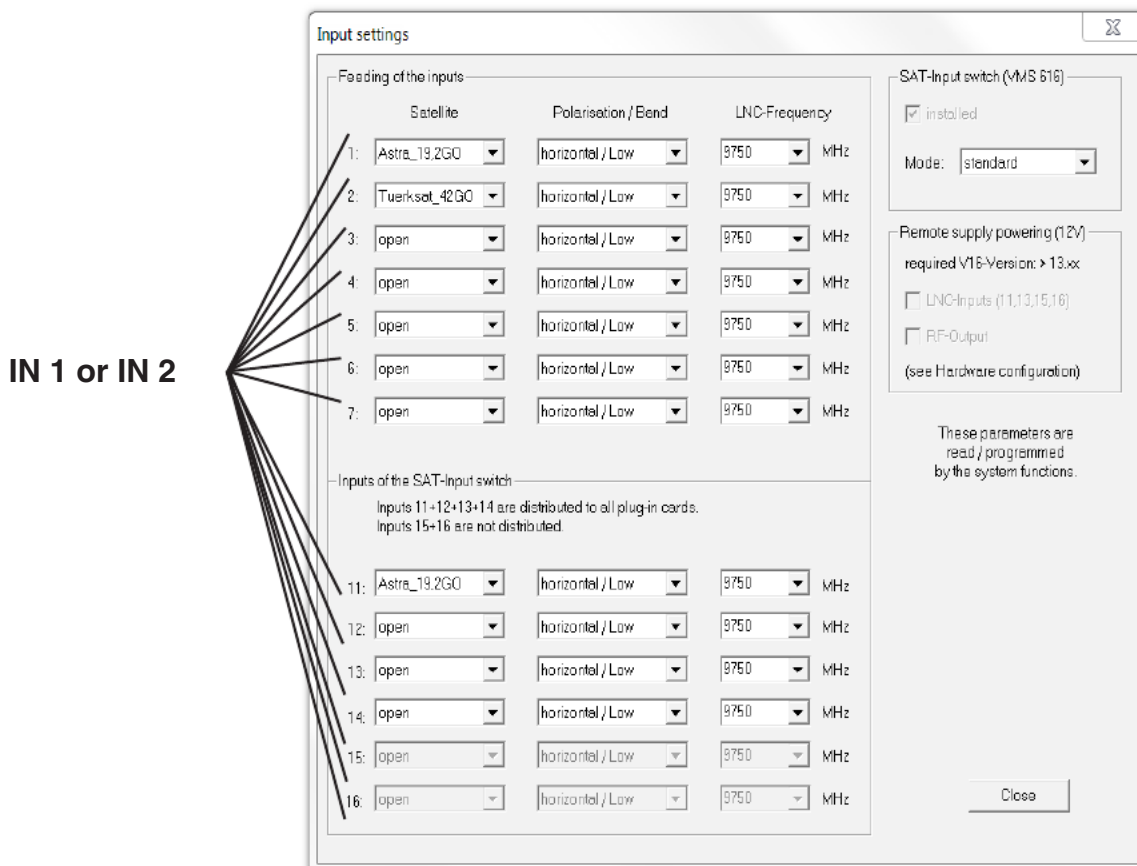 Input settings
Feeding of the inputs
Satellite Polarisation / Band LNC-Frequency
1: Astra_19,2GO horizontal / Low 9750 MHz
2: Tuerksat_42GO horizontal / Low 9750 MHz
3: open horizontal / Low 9750 MHz
4: open horizontal / Low 9750 MHz
5: open horizontal / Low 9750 MHz
6: open horizontal / Low 9750 MHz
7: open horizontal / Low 9750 MHz
IN 1 or IN 2
Inputs of the SAT-Input switch
Inputs 11+12+13+14 are distributed to all plug-in cards.
Inputs 15+16 are not distributed.
11: Astra_19.2GO horizontal / Low 9750 MHz
12: open horizontal / Low 9750 MHz
13: open horizontal / Low 9750 MHz
14: open horizontal / Low 9750 MHz
15: open horizontal / Low 9750 MHz
16: open horizontal / Low 9750 MHz
SAT-Input switch (VMS 616)
installed
Mode: standard
Remote supply powering (12V)
required V16-Version: > 13.xx
LNC-Inputs (11,13,15,16)
RF-Output
(see Hardware configuration)
These parameters are
read / programmed
by the system functions.
Close